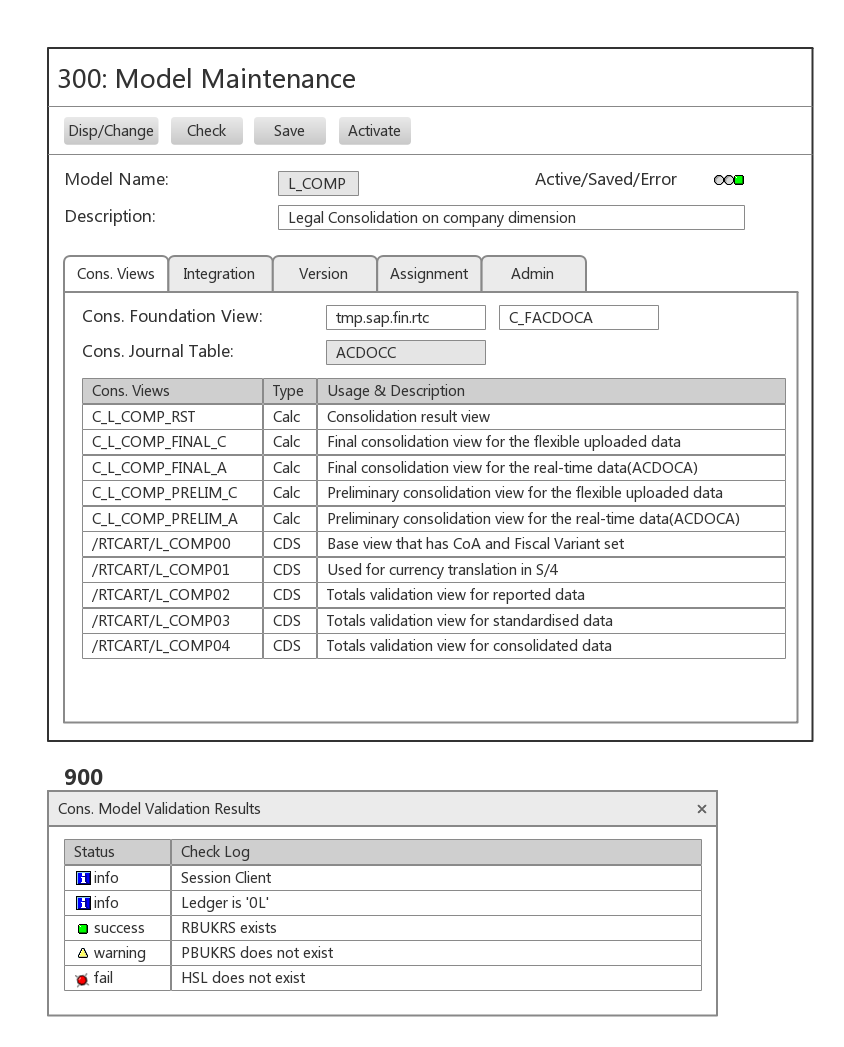 300: Model Maintenance
Disp/Change Check Save Activate
Model Name: L_COMP Active/Saved/Error
Description: Legal Consolidation on company dimension
Cons. Views Integration Version Assignment Admin
Cons. Foundation View: tmp.sap.fin.rtc C_FACDOCA
Cons. Journal Table: ACDOCC
Cons. Views Type Usage & Description
C_L_COMP_RST Calc Consolidation result view
C_L_COMP_FINAL_C Calc Final consolidation view for the flexible uploaded data
C_L_COMP_FINAL_A Calc Final consolidation view for the real-time data(ACDOCA)
C_L_COMP_PRELIM_C Calc Preliminary consolidation view for the flexible uploaded data
C_L_COMP_PRELIM_A Calc Preliminary consolidation view for the real-time data(ACDOCA)
/RTCART/L_COMP00 CDS Base view that has CoA and Fiscal Variant set
/RTCART/L_COMP01 CDS Used for currency translation in S/4
/RTCART/L_COMP02 CDS Totals validation view for reported data
/RTCART/L_COMP03 CDS Totals validation view for standardised data
/RTCART/L_COMP04 CDS Totals validation view for consolidated data
900
Cons. Model Validation Results ×
Status Check Log
info Session Client
info Ledger is '0L'
success RBUKRS exists
warning PBUKRS does not exist
fail HSL does not exist